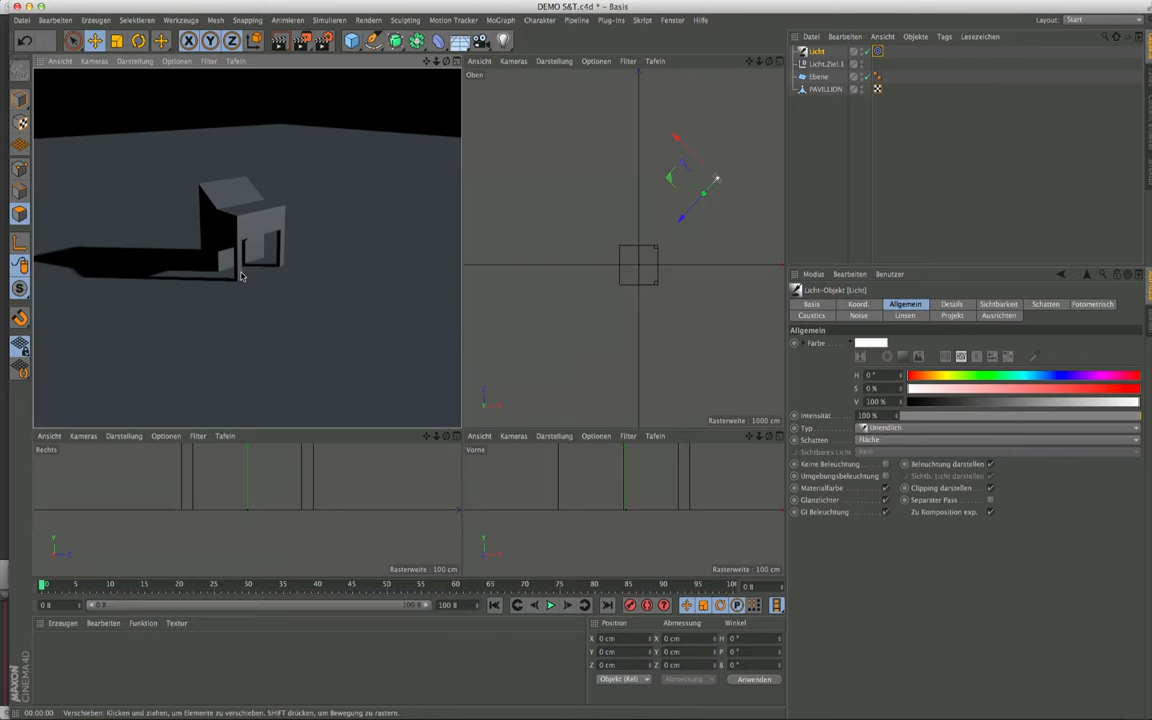 DEMO S&T.c4d * - Basis
Datei Bearbeiten Erzeugen Selektieren Werkzeuge Mesh Snapping Animieren Simulieren Rendern Sculpting Motion Tracker MoGraph Charakter Pipeline Plug-ins Skript Fenster Hilfe Layout: Start
X Y Z
Ansicht Kameras Darstellung Optionen Filter Tafeln
Ansicht Kameras Darstellung Optionen Filter Tafeln
Datei Bearbeiten Ansicht Objekte Tags Lesezeichen
Licht
Licht.Ziel.1
Ebene
PAVILLION
Oben
Rasterweite : 1000 cm
Modus Bearbeiten Benutzer
Licht-Objekt [Licht]
Basis Koord. Allgemein Details Sichtbarkeit Schatten Fotometrisch
Caustics Noise Linsen Projekt Ausrichten
Allgemein
Farbe
H 0 °
S 0 %
V 100 %
Intensität 100 %
Typ Unendlich
Schatten Fläche
Sichtbares Licht Kein
Keine Beleuchtung Beleuchtung darstellen
Umgebungsbeleuchtung Sichtb. Licht darstellen
Materialfarbe Clipping darstellen
Glanzlichter Separater Pass
GI Beleuchtung Zu Komposition exp.
Ansicht Kameras Darstellung Optionen Filter Tafeln
Ansicht Kameras Darstellung Optionen Filter Tafeln
Rechts
Vorne
Y
Z
Y
X
Rasterweite : 100 cm
Rasterweite : 100 cm
0 5 10 15 20 25 30 35 40 45 50 55 60 65 70 75 80 85 90 95 100 0 B
0 B 0 B 100 B 100 B
Erzeugen Bearbeiten Funktion Textur
Position Abmessung Winkel
X 0 cm X 0 cm H 0 °
Y 0 cm Y 0 cm P 0 °
Z 0 cm Z 0 cm B 0 °
Objekt (Rel) Abmessung Anwenden
MAXON CINEMA 4D
00:00:00 Verschieben: Klicken und ziehen, um Elemente zu verschieben. SHIFT drücken, um Bewegung zu rastern.